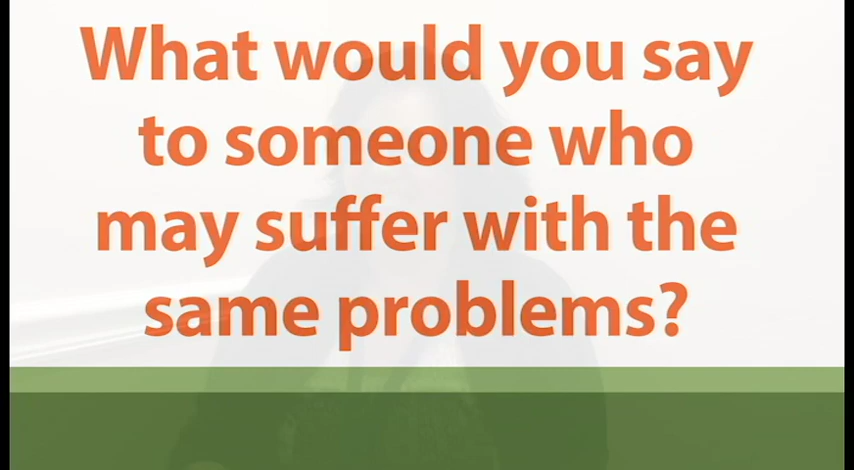 What would you say
to someone who
may suffer with the
same problems?